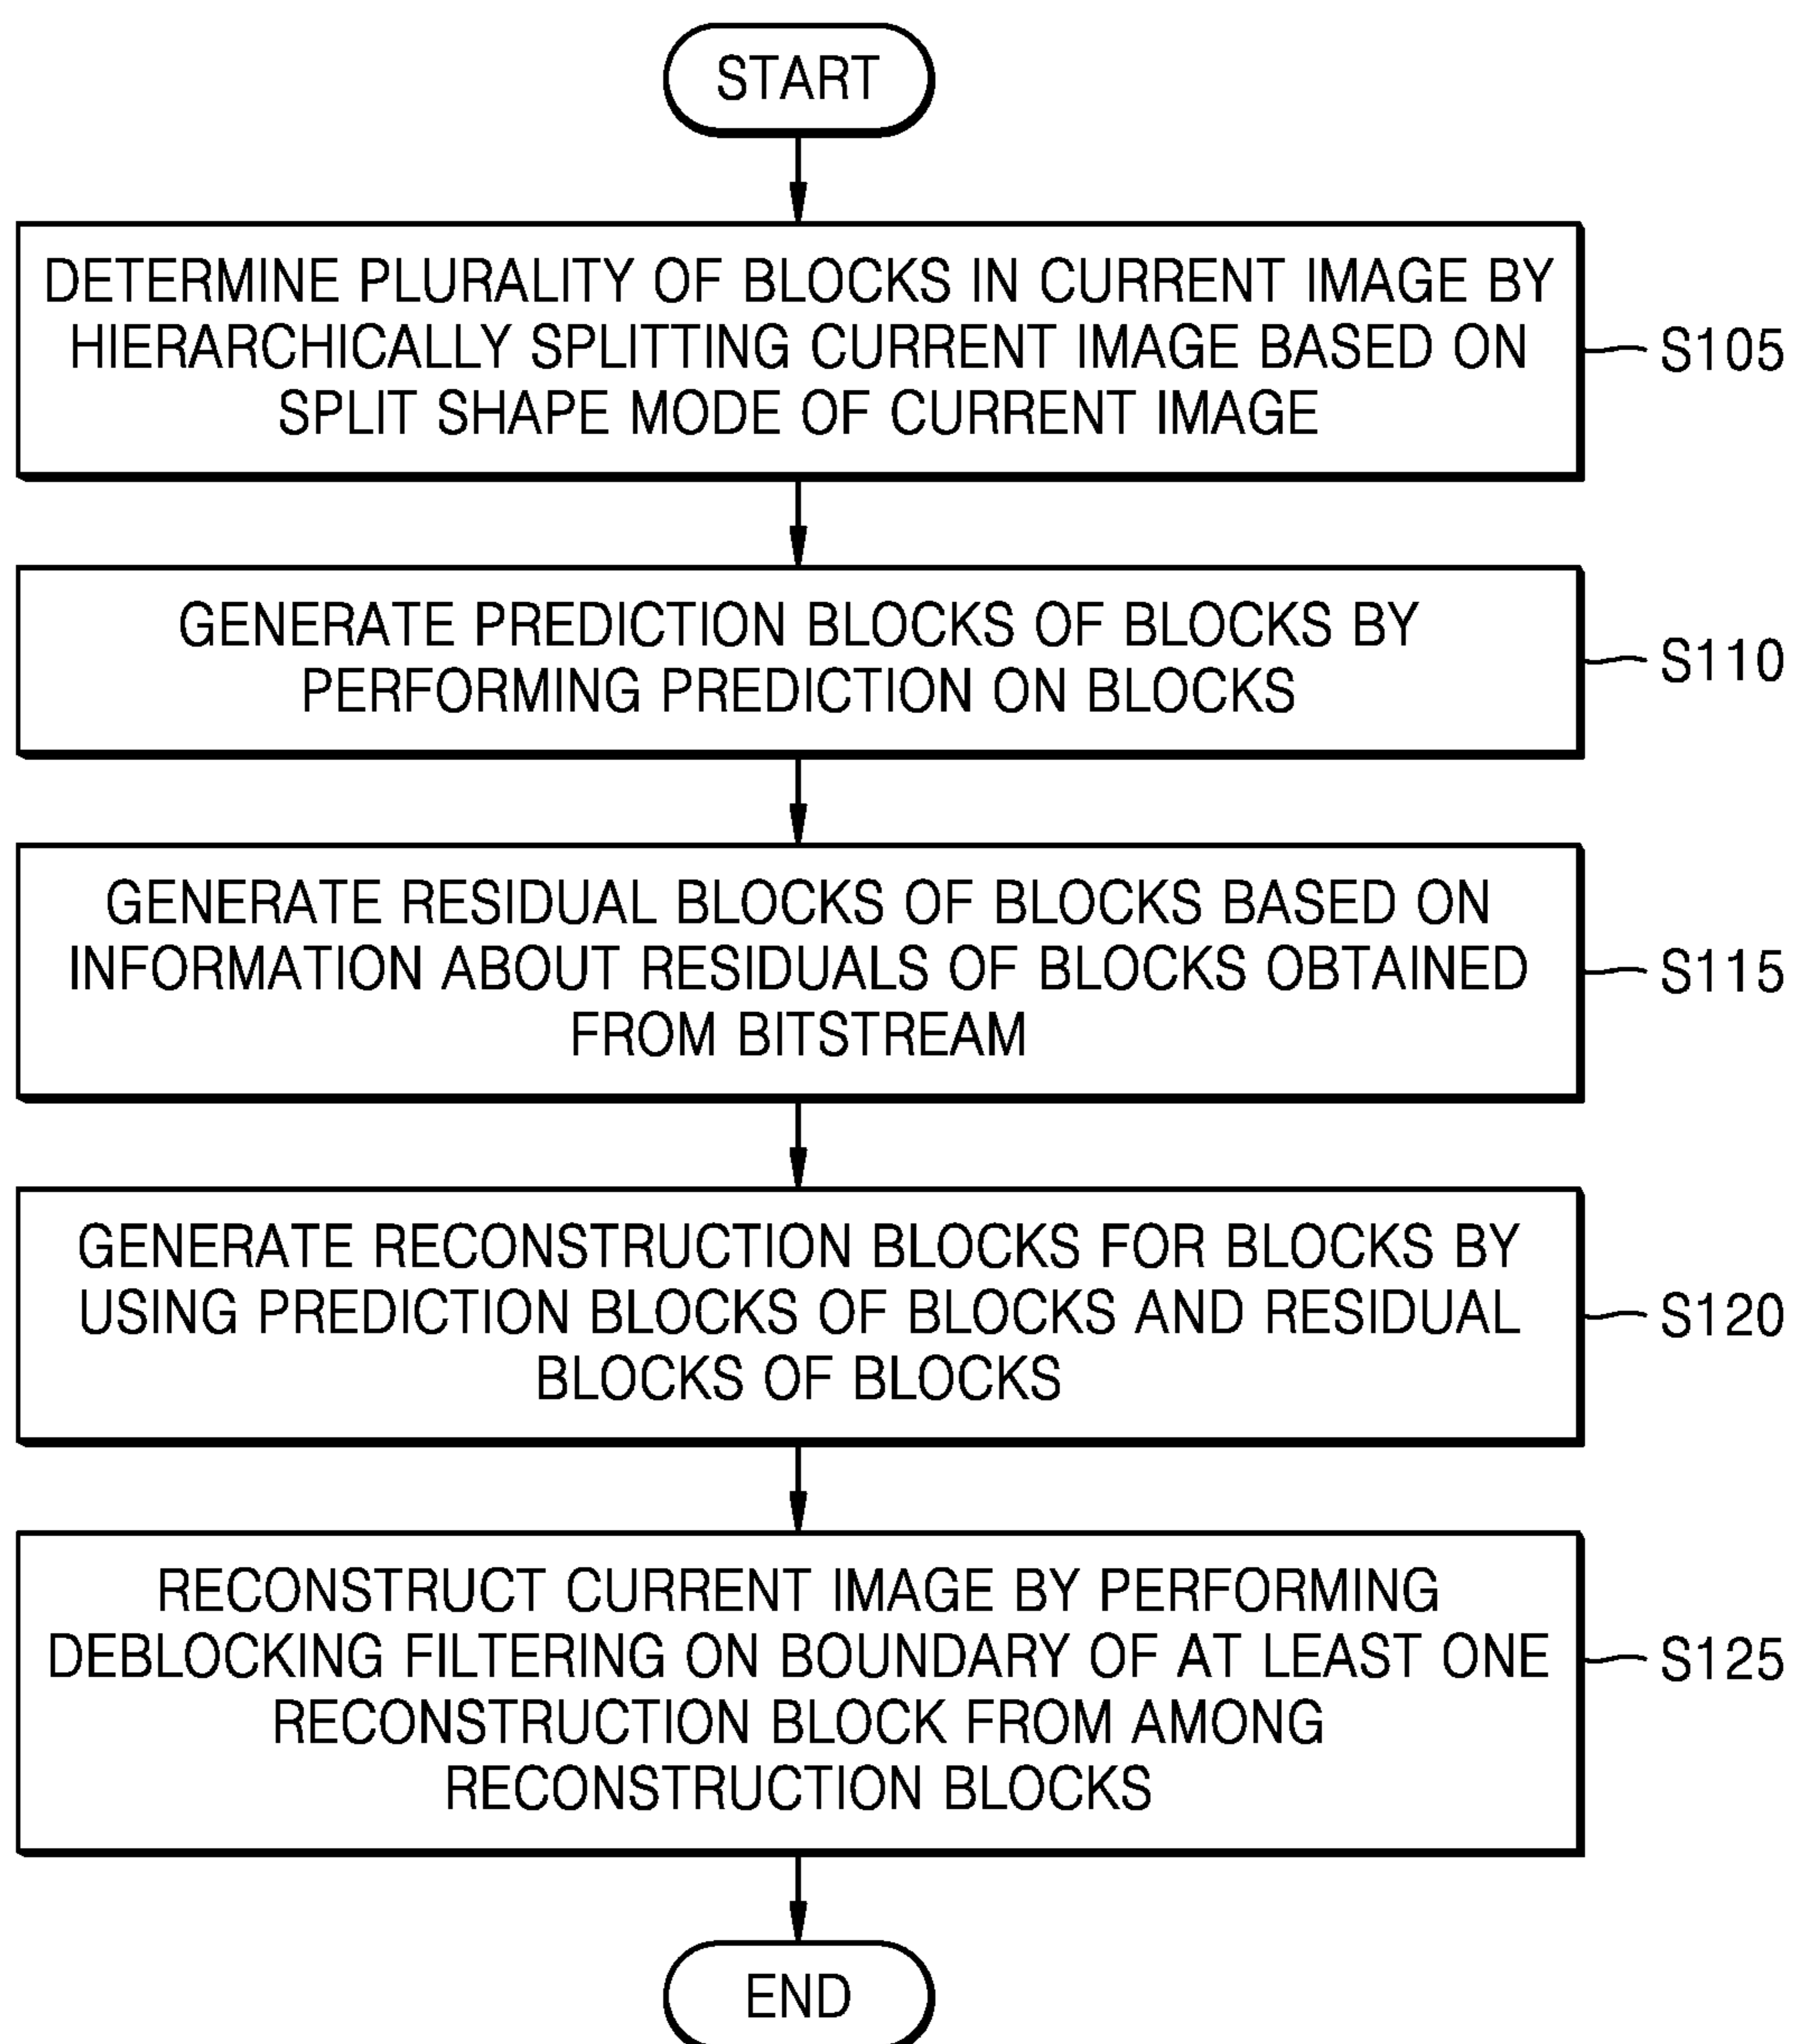 START
DETERMINE PLURALITY OF BLOCKS IN CURRENT IMAGE BY
HIERARCHICALLY SPLITTING CURRENT IMAGE BASED ON
SPLIT SHAPE MODE OF CURRENT IMAGE
S105
GENERATE PREDICTION BLOCKS OF BLOCKS BY
PERFORMING PREDICTION ON BLOCKS
S110
GENERATE RESIDUAL BLOCKS OF BLOCKS BASED ON
INFORMATION ABOUT RESIDUALS OF BLOCKS OBTAINED
FROM BITSTREAM
S115
GENERATE RECONSTRUCTION BLOCKS FOR BLOCKS BY
USING PREDICTION BLOCKS OF BLOCKS AND RESIDUAL
BLOCKS OF BLOCKS
S120
RECONSTRUCT CURRENT IMAGE BY PERFORMING
DEBLOCKING FILTERING ON BOUNDARY OF AT LEAST ONE
RECONSTRUCTION BLOCK FROM AMONG
RECONSTRUCTION BLOCKS
S125
END